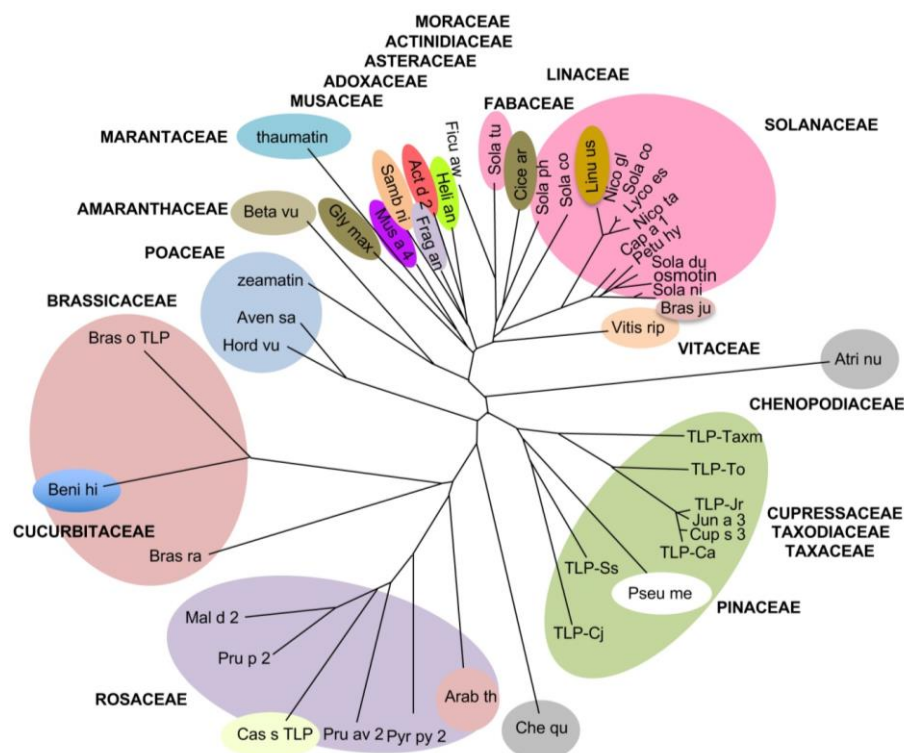 MORACEAE
ACTINIDIACEAE
ASTERACEAE
ADOXACEAE
MUSACEAE
LINACEAE
FABACEAE
SOLANACEAE
MARANTACEAE
thaumatin
AMARANTHACEAE
Beta vu
Gly max
Mus a 4
Samb ni
Frag an
Act d 2
Heli an
Ficu aw
Sola tu
Cice ar
Sola ph
Sola co
Linu us
Nico gl
Sola co
Lyco es
Nico ta
Cap a 1
Petu hy
Sola du
osmotin
Sola ni
Bras ju
Vitis rip
VITACEAE
POACEAE
zeamatin
Aven sa
Hord vu
BRASSICACEAE
Bras o TLP
Beni hi
CUCURBITACEAE
Bras ra
Atri nu
CHENOPODIACEAE
TLP-Taxm
TLP-To
TLP-Jr
Jun a 3
Cup s 3
TLP-Ca
CUPRESSACEAE
TAXODIACEAE
TAXACEAE
TLP-Ss
Pseu me
PINACEAE
TLP-Cj
Mal d 2
Pru p 2
ROSACEAE
Cas s TLP
Pru av 2
Pyr py 2
Arab th
Che qu